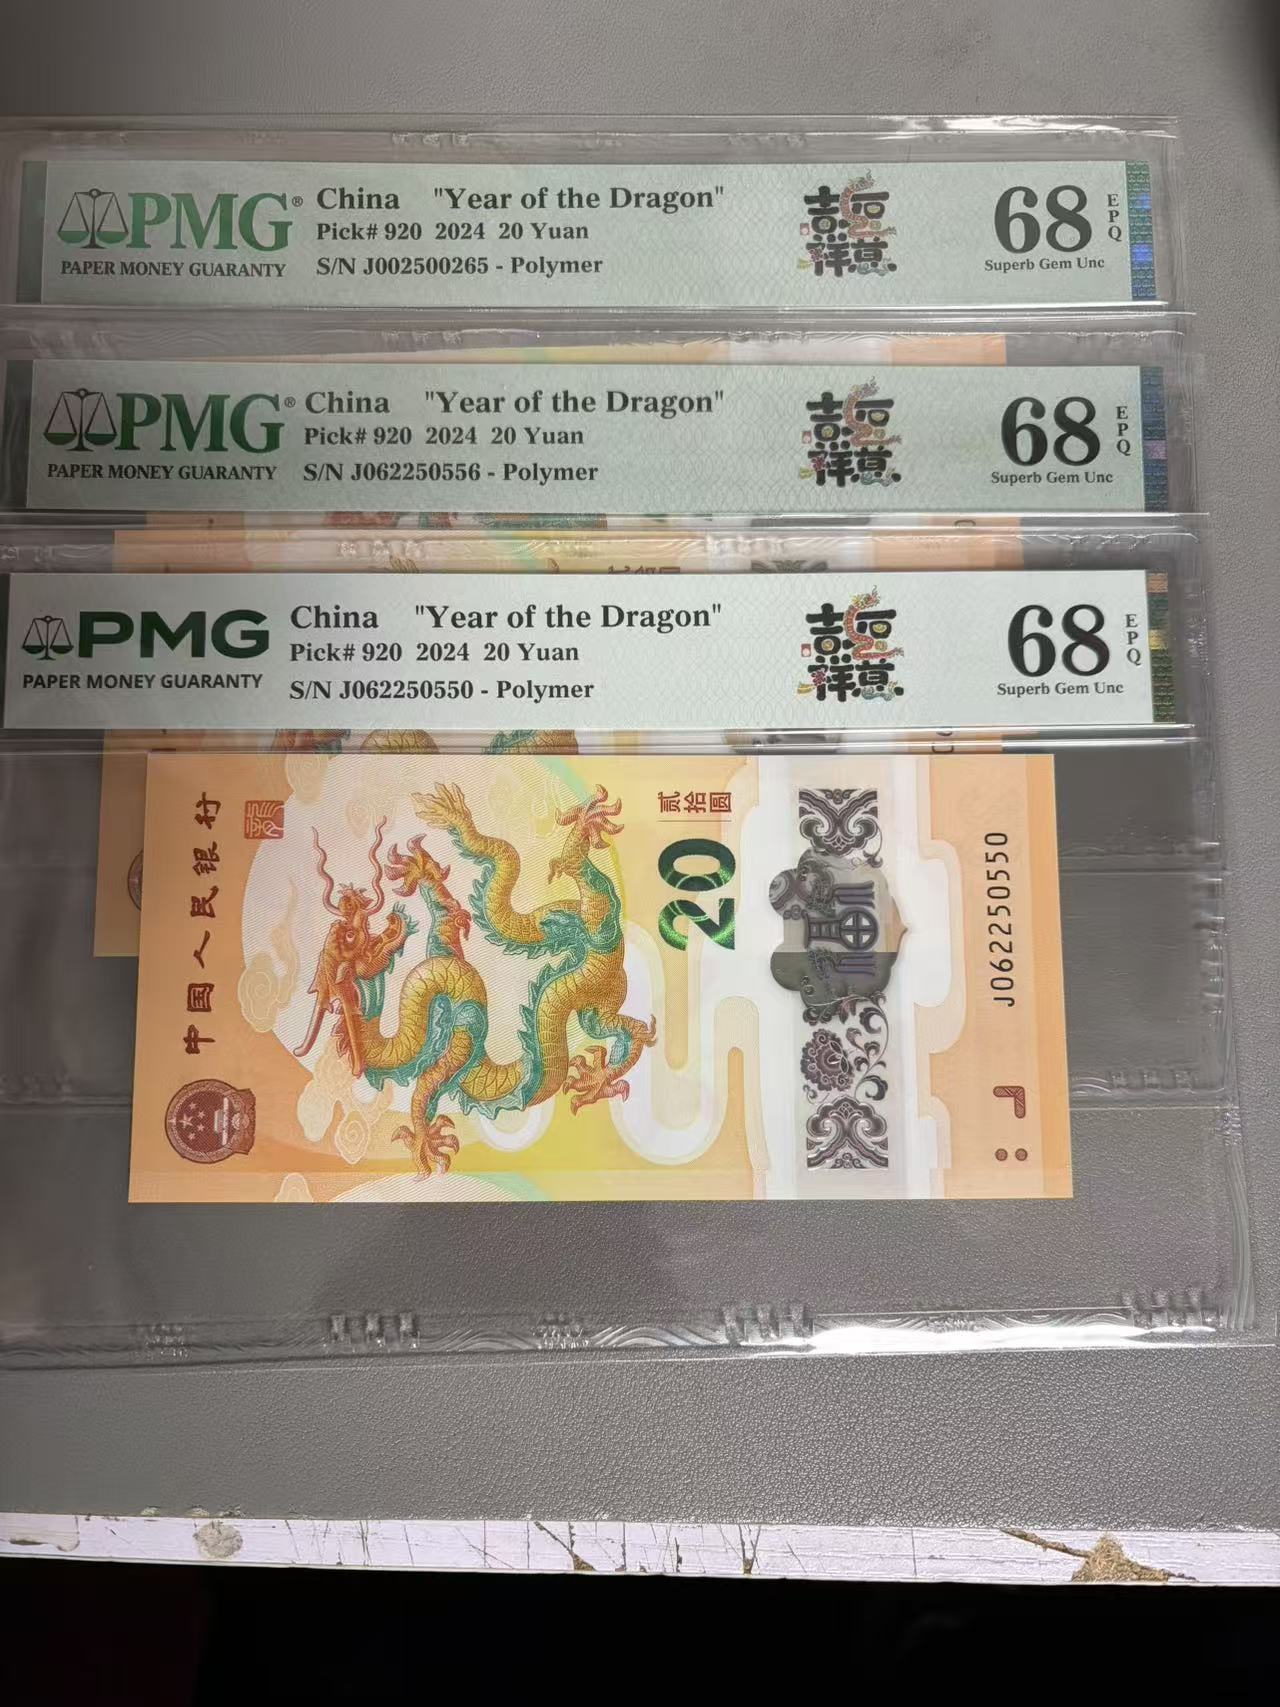 PMG®
PAPER MONEY GUARANTY
China "Year of the Dragon"
Pick# 920 2024 20 Yuan
S/N J002500265 - Polymer
吉祥
68 EPQ
Superb Gem Unc
PMG®
PAPER MONEY GUARANTY
China "Year of the Dragon"
Pick# 920 2024 20 Yuan
S/N J062250556 - Polymer
吉祥
68 EPQ
Superb Gem Unc
PMG
PAPER MONEY GUARANTY
China "Year of the Dragon"
Pick# 920 2024 20 Yuan
S/N J062250550 - Polymer
吉祥
68 EPQ
Superb Gem Unc
中国人民银行
贰拾圆
20
J062250550